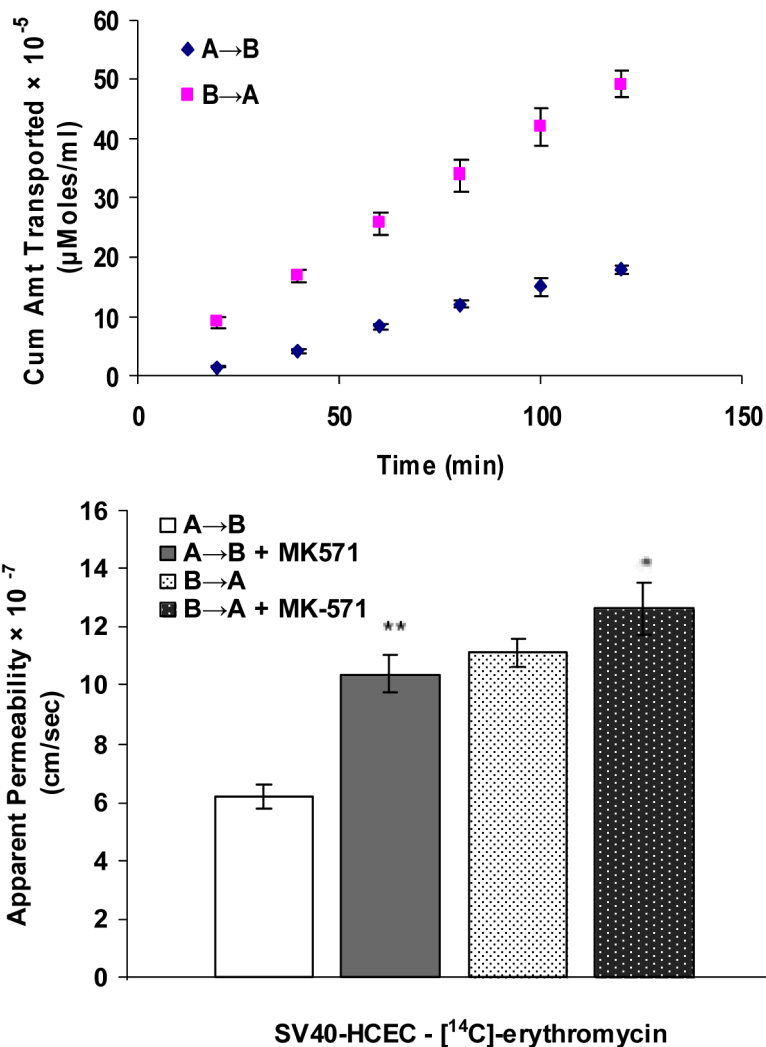 Cum Amt Transported × 10⁻⁵
(µMoles/ml)
60
50
40
30
20
10
0
A→B
B→A
0 50 100 150
Time (min)
Apparent Permeability × 10⁻⁷
(cm/sec)
16
14
12
10
8
6
4
2
0
A→B
A→B + MK571
B→A
B→A + MK-571
**
*
SV40-HCEC - [¹⁴C]-erythromycin